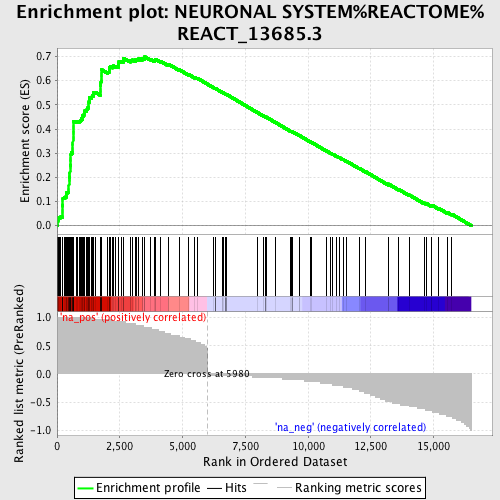 Enrichment plot: NEURONAL SYSTEM%REACTOME%
REACT_13685.3
Enrichment score (ES)
0.7
0.6
0.5
0.4
0.3
0.2
0.1
0.0
Ranked list metric (PreRanked)
1.0
0.5
0.0
-0.5
-1.0
'na_pos' (positively correlated)
Zero cross at 5980
'na_neg' (negatively correlated)
0 2,500 5,000 7,500 10,000 12,500 15,000
Rank in Ordered Dataset
Enrichment profile Hits Ranking metric scores